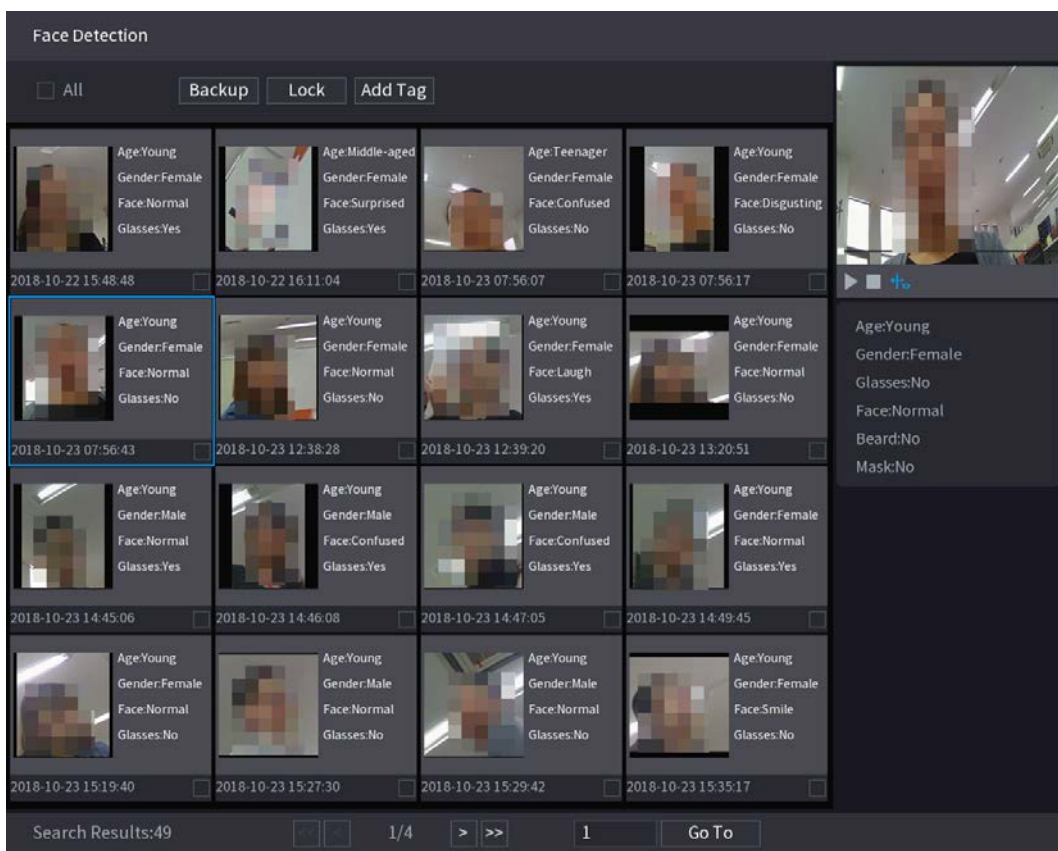 Face Detection
All
Backup
Lock
Add Tag
Age:Young
Gender:Female
Face:Normal
Glasses:Yes
2018-10-22 15:48:48
Age:Middle-aged
Gender:Female
Face:Surprised
Glasses:Yes
2018-10-22 16:11:04
Age:Teenager
Gender:Female
Face:Confused
Glasses:No
2018-10-23 07:56:07
Age:Young
Gender:Female
Face:Disgusting
Glasses:No
2018-10-23 07:56:17
Age:Young
Gender:Female
Face:Normal
Glasses:No
2018-10-23 07:56:43
Age:Young
Gender:Female
Face:Normal
Glasses:No
2018-10-23 12:38:28
Age:Young
Gender:Female
Face:Laugh
Glasses:Yes
2018-10-23 12:39:20
Age:Young
Gender:Female
Face:Normal
Glasses:No
2018-10-23 13:20:51
Age:Young
Gender:Male
Face:Normal
Glasses:Yes
2018-10-23 14:45:06
Age:Young
Gender:Male
Face:Confused
Glasses:Yes
2018-10-23 14:46:08
Age:Young
Gender:Male
Face:Confused
Glasses:Yes
2018-10-23 14:47:05
Age:Young
Gender:Female
Face:Normal
Glasses:Yes
2018-10-23 14:49:45
Age:Young
Gender:Female
Face:Normal
Glasses:No
2018-10-23 15:19:40
Age:Young
Gender:Male
Face:Normal
Glasses:No
2018-10-23 15:27:30
Age:Young
Gender:Male
Face:Normal
Glasses:No
2018-10-23 15:29:42
Age:Young
Gender:Female
Face:Smile
Glasses:No
2018-10-23 15:35:17
Age:Young
Gender:Female
Glasses:No
Face:Normal
Beard:No
Mask:No
Search Results:49
<< < 1/4 > >> 1 Go To